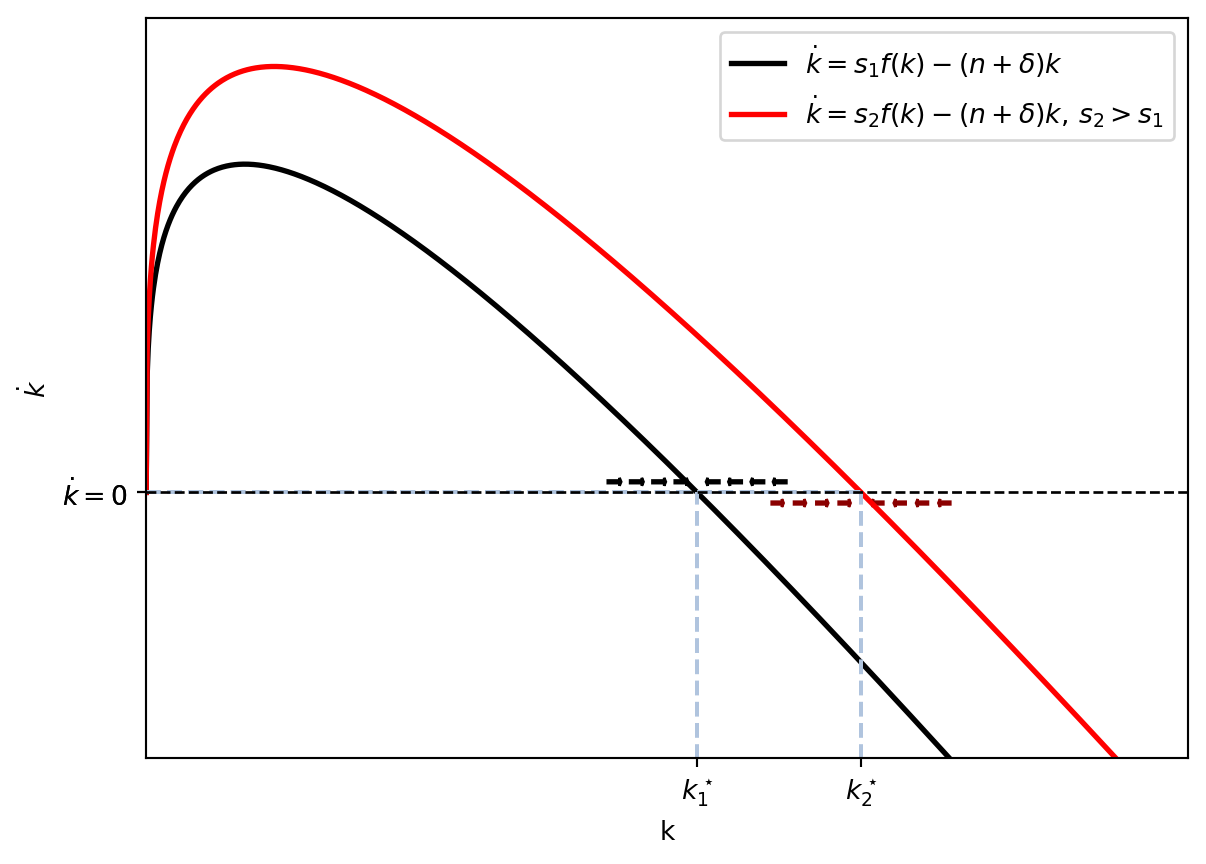 k̇ = s₁f(k) − (n + δ)k
k̇ = s₂f(k) − (n + δ)k, s₂ > s₁
k̇
k̇ = 0
k₁⋆ k₂⋆
k